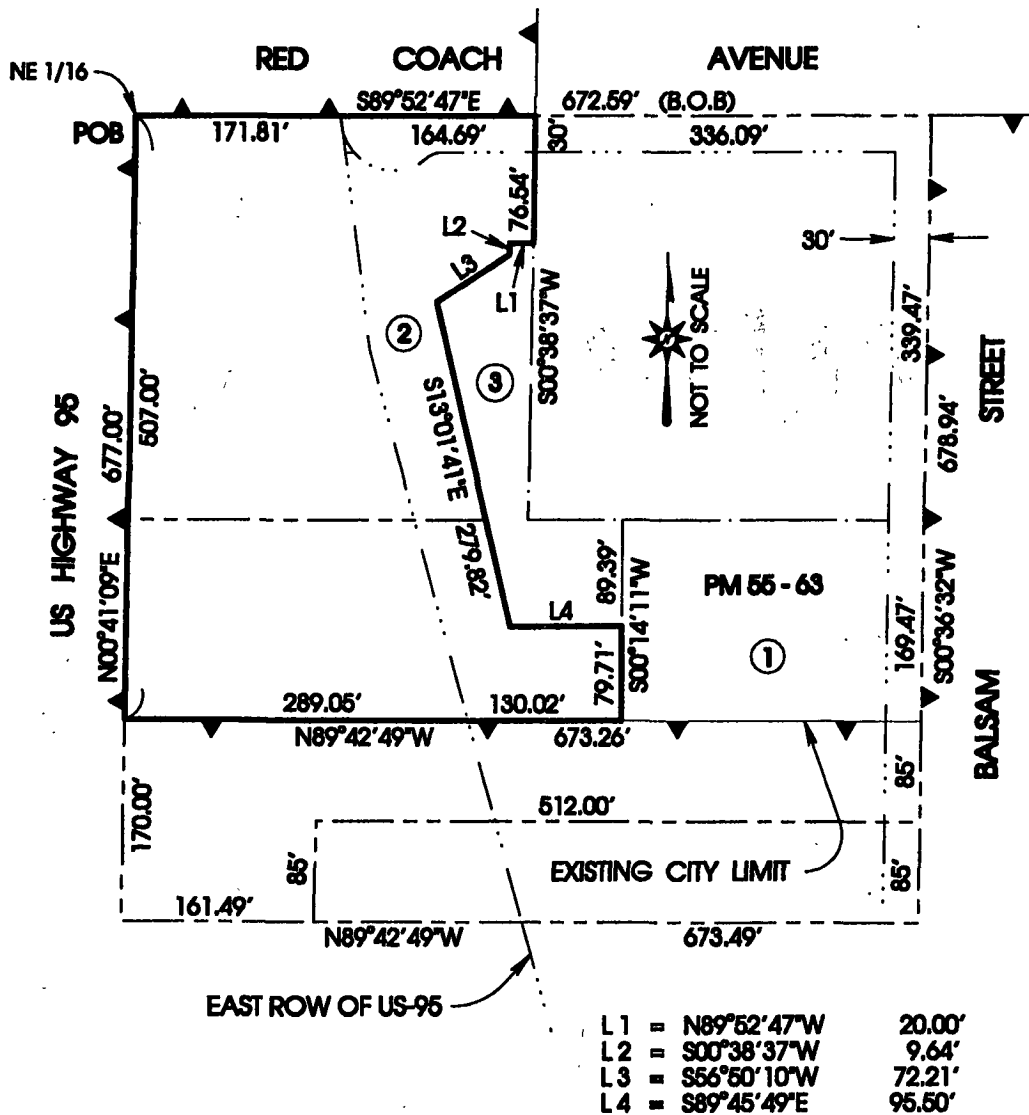 RED COACH AVENUE
NE 1/16
S89°52'47"E 672.59' (B.O.B)
POB
171.81' 164.69' 30' 336.09'
76.54'
L2
L3
L1
30'
S00°38'37"W
NOT TO SCALE
339.47'
2
3
S13°01'41"E 279.82'
US HIGHWAY 95
677.00'
507.00'
N00°41'09"E
678.94'
STREET
89.39'
S00°14'11"W
PM 55 - 63
L4
1
169.47'
S00°36'32"W
79.71'
289.05' 130.02'
N89°42'49"W 673.26'
BALSAM
85'
170.00'
512.00'
85'
EXISTING CITY LIMIT
85'
161.49'
N89°42'49"W 673.49'
EAST ROW OF US-95
L 1 = N89°52'47"W 20.00'
L 2 = S00°38'37"W 9.64'
L 3 = S56°50'10"W 72.21'
L 4 = S89°45'49"E 95.50'